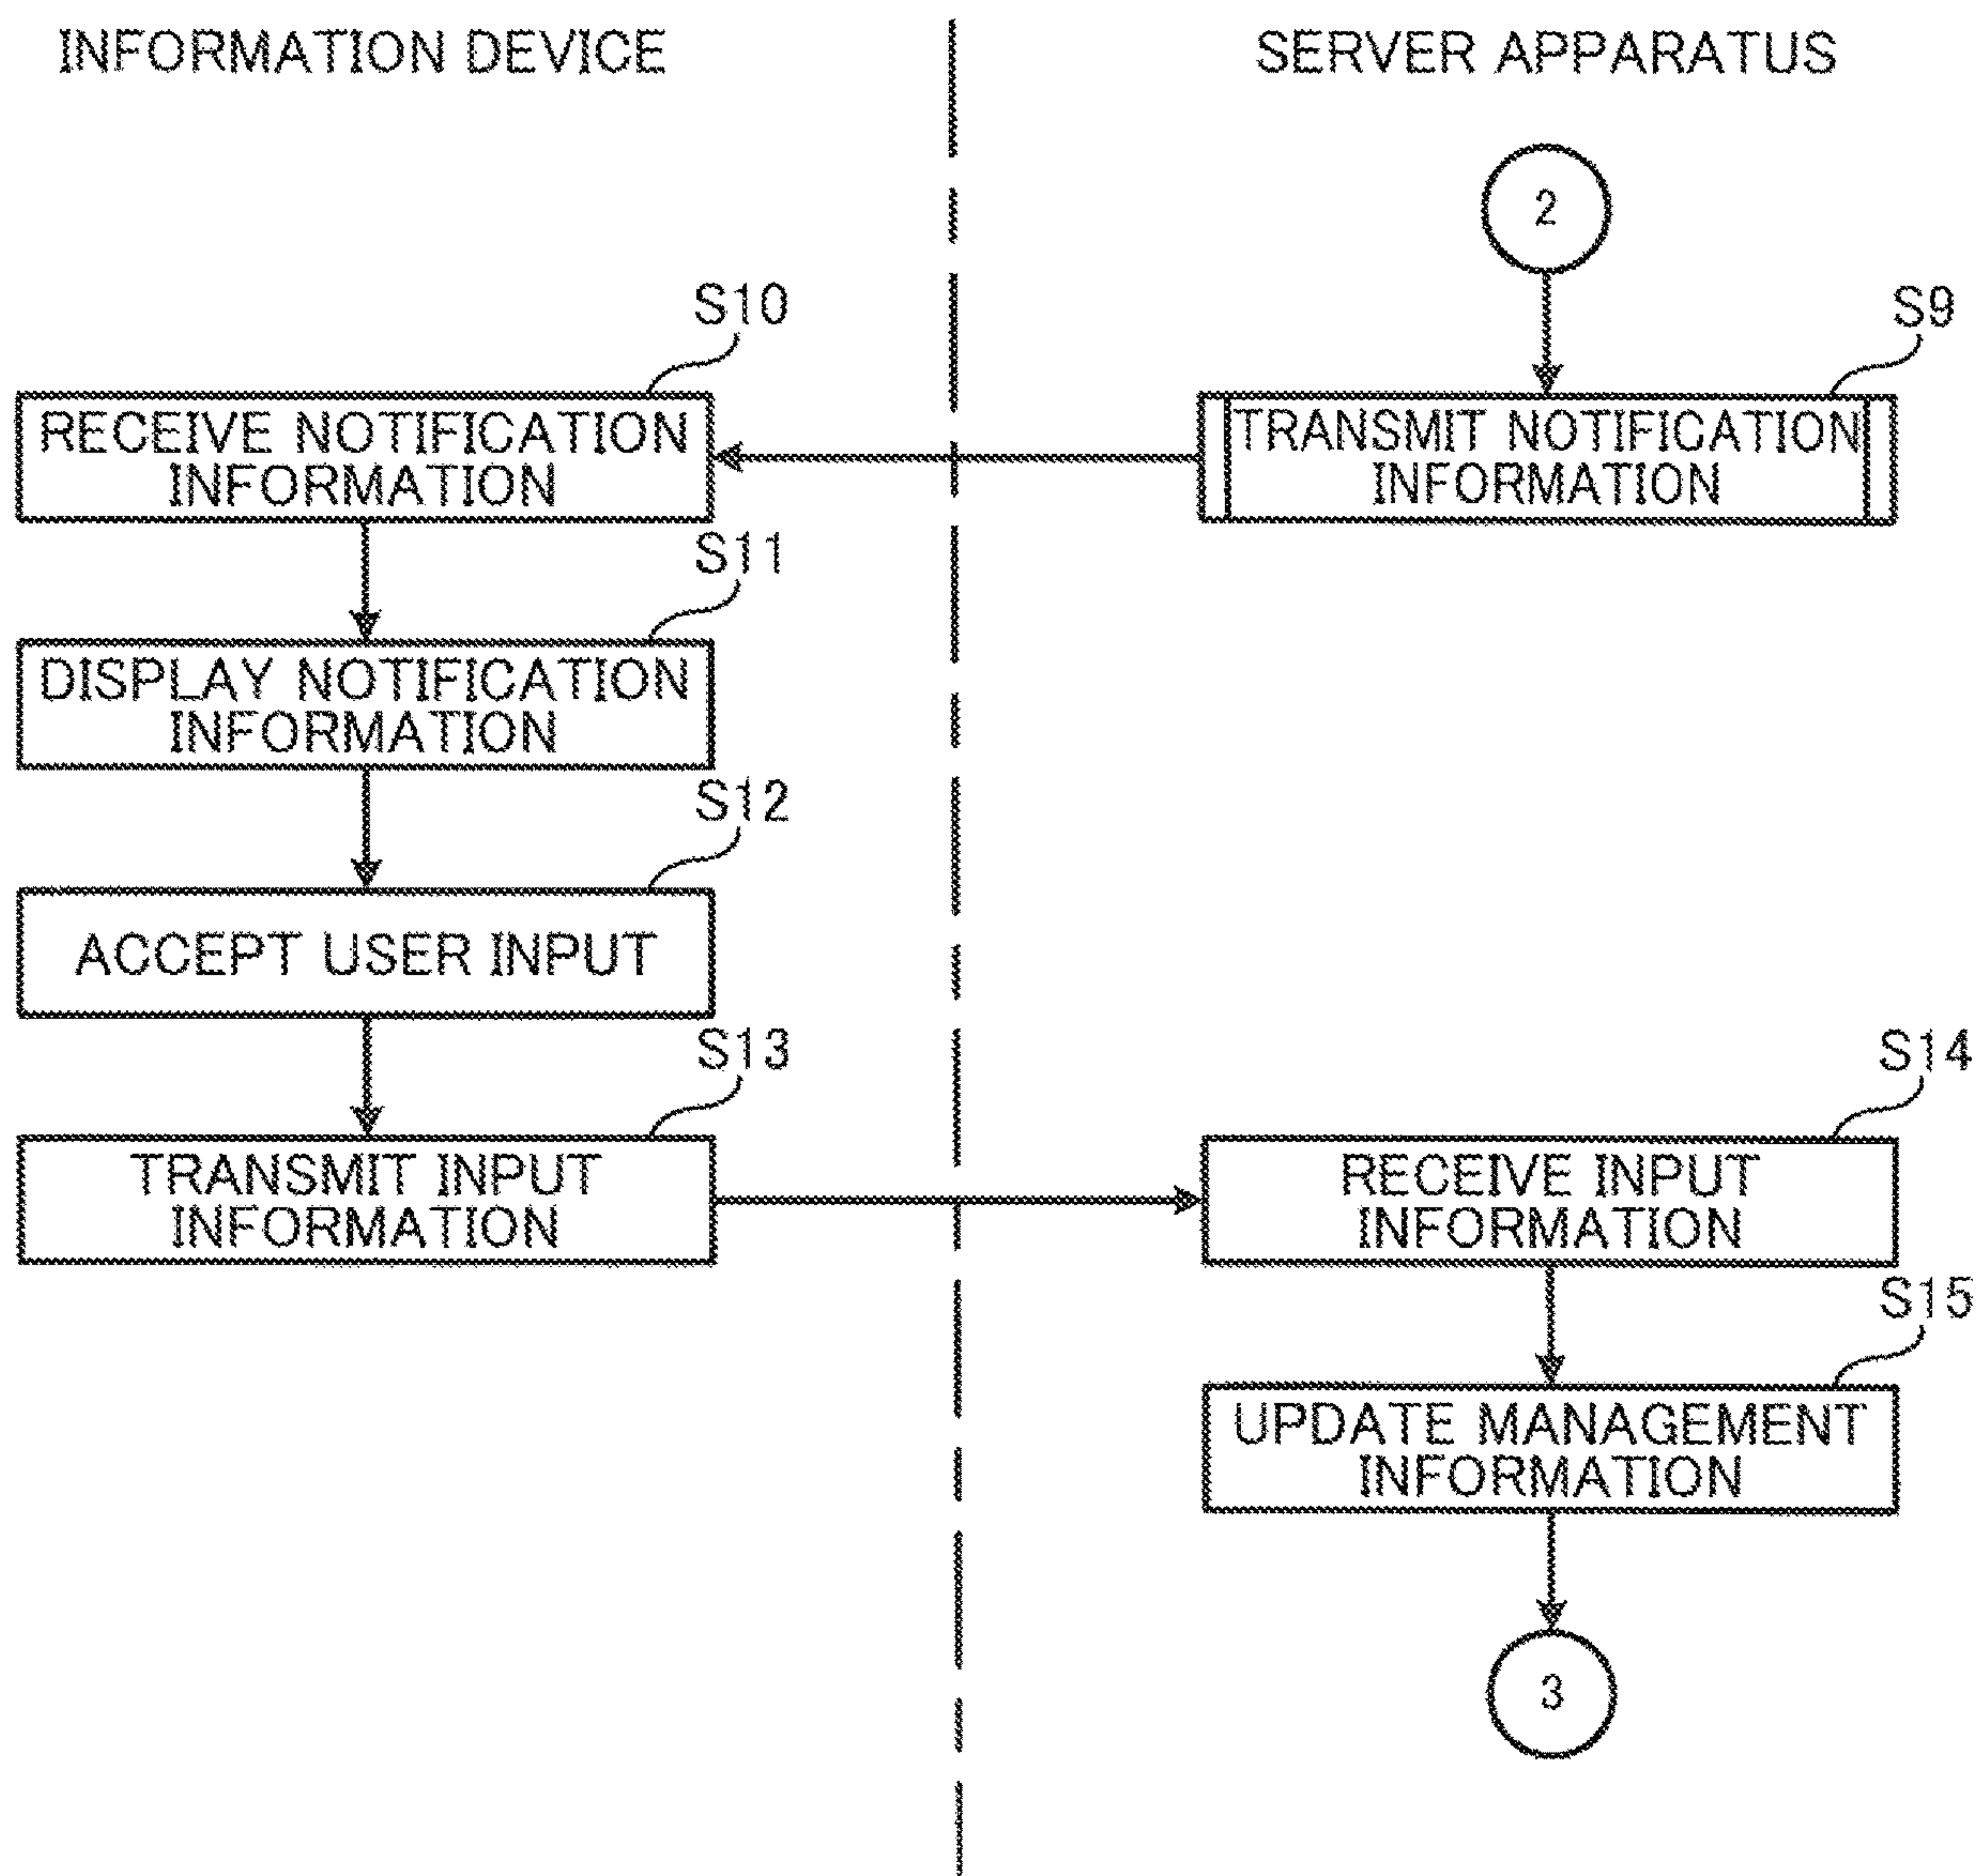 INFORMATION DEVICE
SERVER APPARATUS
2
S9
TRANSMIT NOTIFICATION
INFORMATION
S10
RECEIVE NOTIFICATION
INFORMATION
S11
DISPLAY NOTIFICATION
INFORMATION
S12
ACCEPT USER INPUT
S13
TRANSMIT INPUT
INFORMATION
S14
RECEIVE INPUT
INFORMATION
S15
UPDATE MANAGEMENT
INFORMATION
3